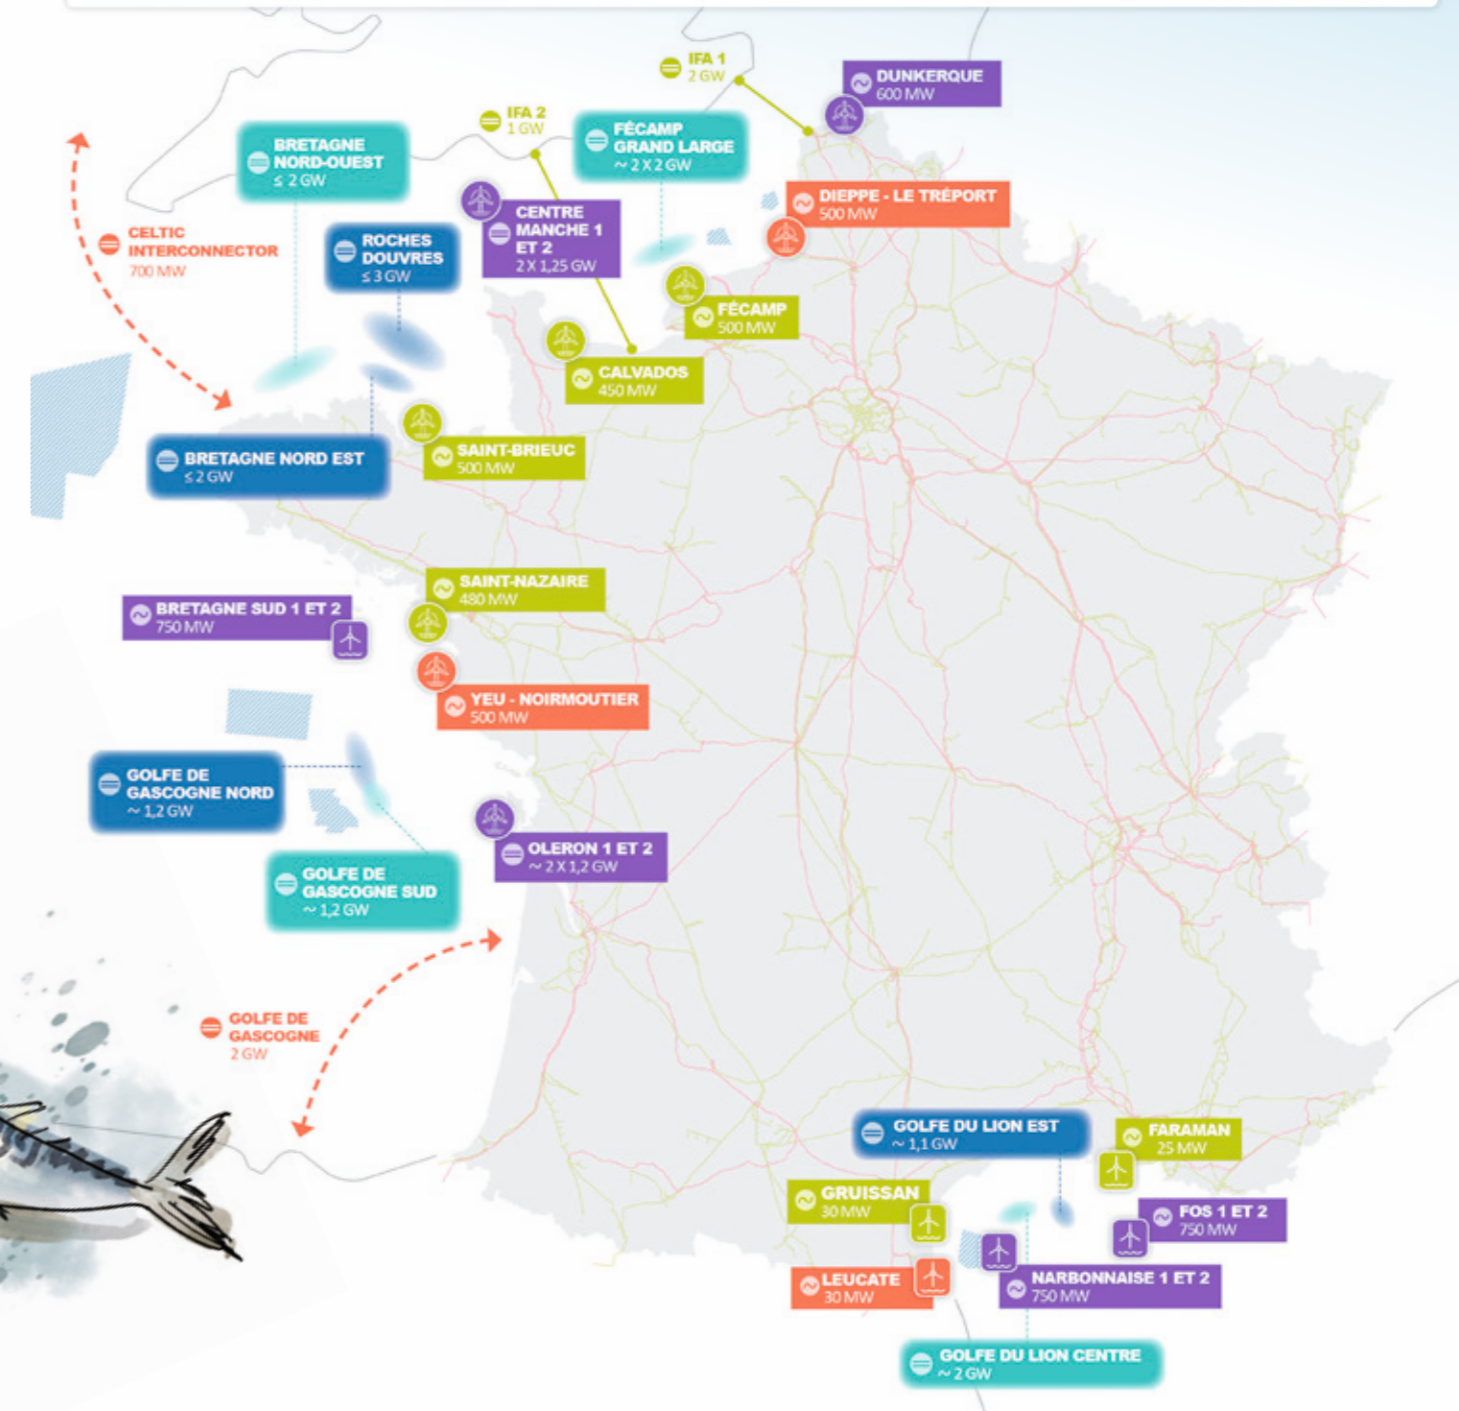 IFA 1
2 GW
DUNKERQUE
600 MW
IFA 2
1 GW
FÉCAMP
GRAND LARGE
~ 2 X 2 GW
BRETAGNE
NORD-OUEST
≤ 2 GW
DIEPPE - LE TRÉPORT
500 MW
CENTRE
MANCHE 1
ET 2
2 X 1,25 GW
CELTIC
INTERCONNECTOR
700 MW
ROCHES
DOUVRES
≤ 3 GW
FÉCAMP
500 MW
CALVADOS
450 MW
SAINT-BRIEUC
500 MW
BRETAGNE NORD EST
≤ 2 GW
SAINT-NAZAIRE
480 MW
BRETAGNE SUD 1 ET 2
750 MW
YEU - NOIRMOUTIER
500 MW
GOLFE DE
GASCOGNE NORD
~ 1,2 GW
OLERON 1 ET 2
~ 2 X 1,2 GW
GOLFE DE
GASCOGNE SUD
~ 1,2 GW
GOLFE DE
GASCOGNE
2 GW
GOLFE DU LION EST
~ 1,1 GW
FARAMAN
25 MW
GRUISSAN
30 MW
FOS 1 ET 2
750 MW
LEUCATE
30 MW
NARBONNAISE 1 ET 2
750 MW
GOLFE DU LION CENTRE
~ 2 GW